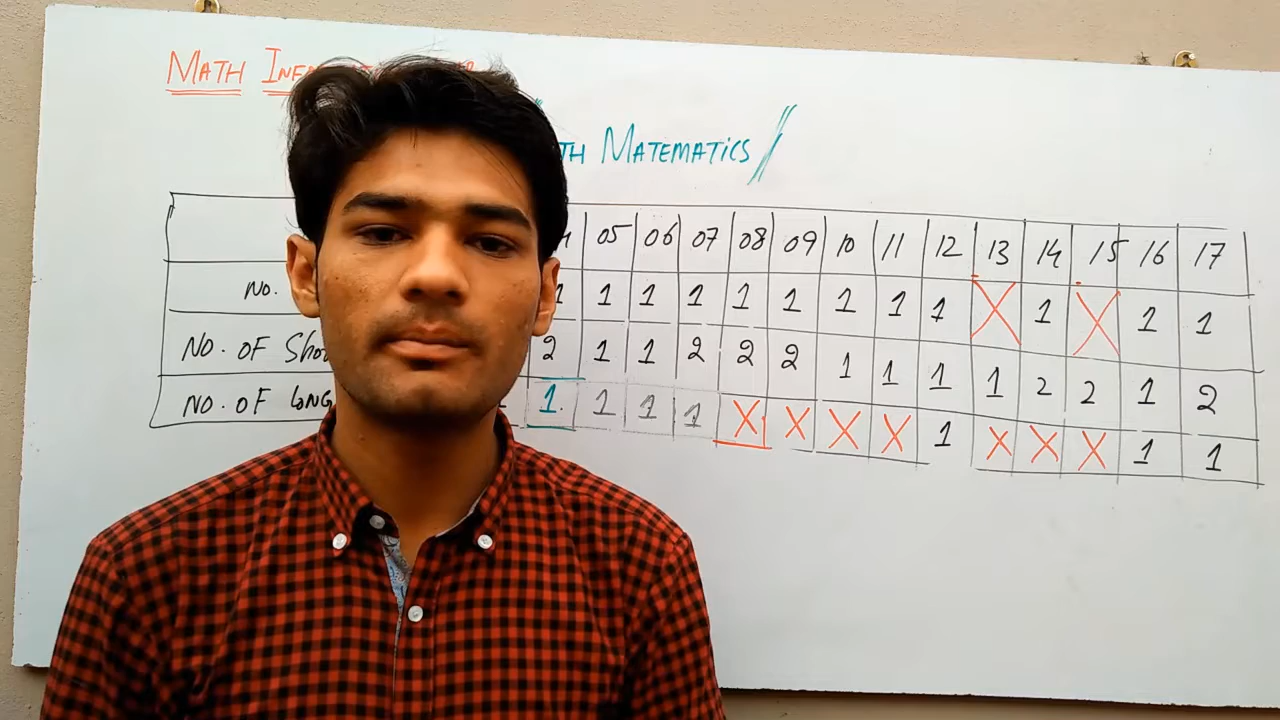 MATH
TH MATEMATICS
05 06 07 08 09 10 11 12 13 14 15 16 17
NO. 1 1 1 1 1 1 1 1 1 X 1 X 1 1
NO. OF 2 1 1 2 2 2 1 1 1 1 2 2 1 2
NO. OF LONG 1 1 1 1 X X X X 1 X X X 1 1